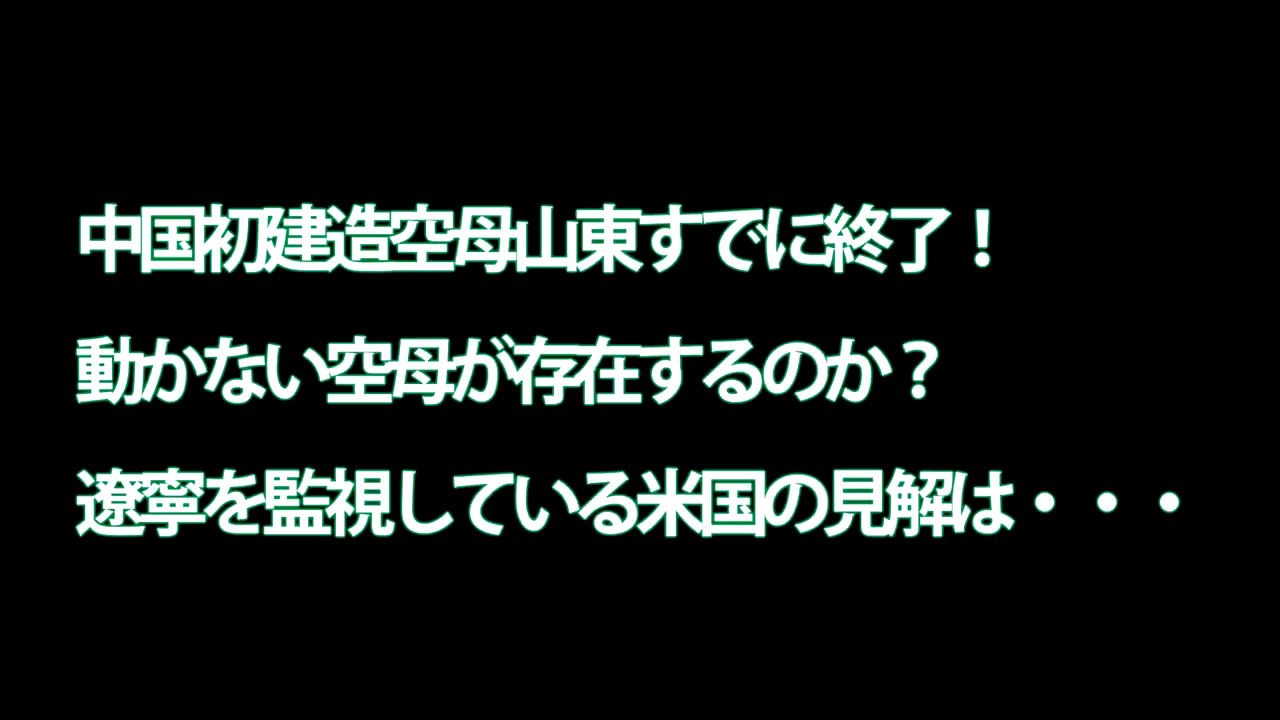 中国初建造空母山東すでに終了！
動かない空母が存在するのか？
遼寧を監視している米国の見解は・・・